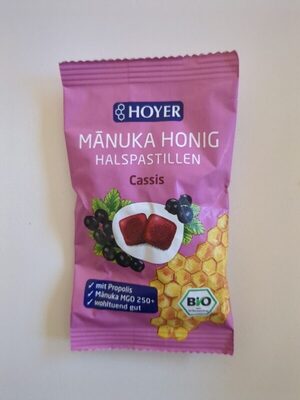 HOYER
MĀNUKA HONIG
HALSPASTILLEN
Cassis
✓ mit Propolis
✓ Mānuka MGO 250+
✓ wohltuend gut
BIO